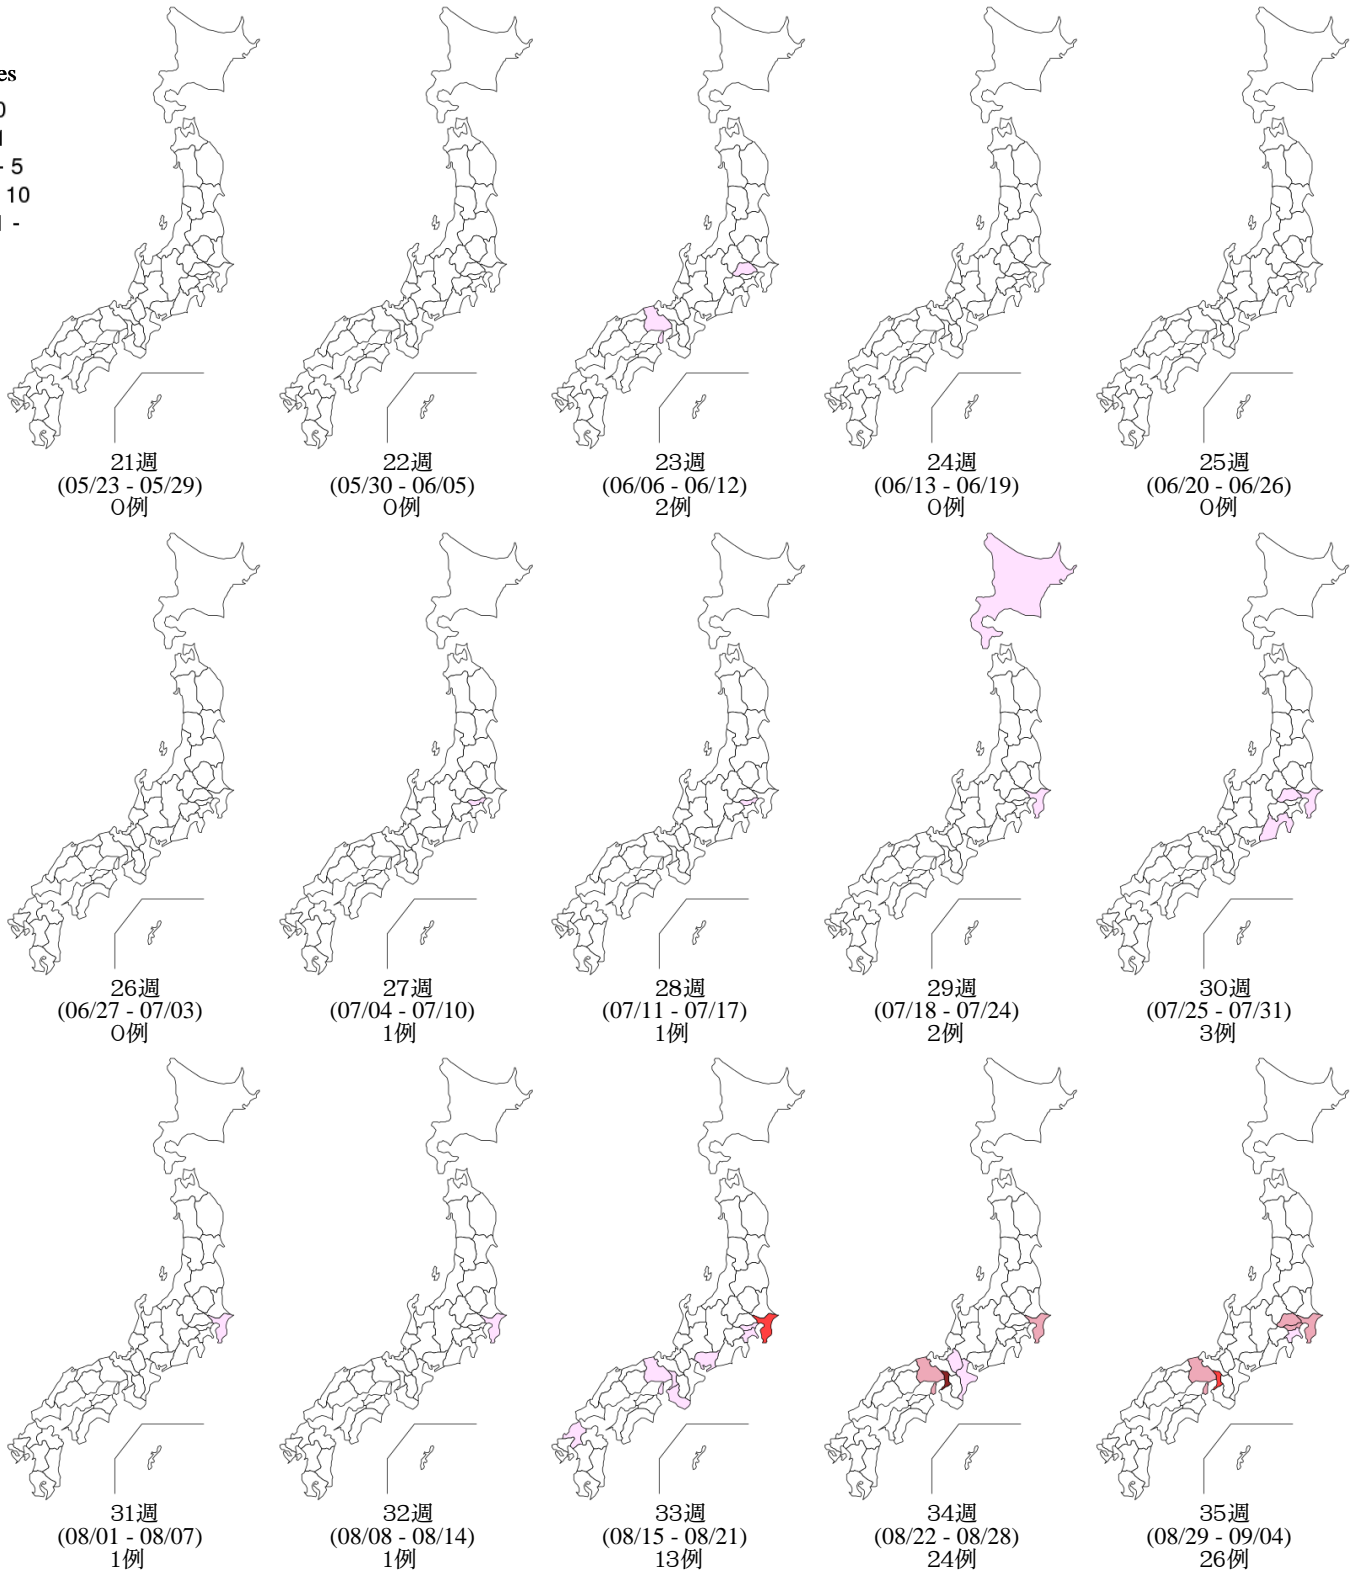 es
0
1
- 5
10
1 -
21週
(05/23 - 05/29)
0例
22週
(05/30 - 06/05)
0例
23週
(06/06 - 06/12)
2例
24週
(06/13 - 06/19)
0例
25週
(06/20 - 06/26)
0例
26週
(06/27 - 07/03)
0例
27週
(07/04 - 07/10)
1例
28週
(07/11 - 07/17)
1例
29週
(07/18 - 07/24)
2例
30週
(07/25 - 07/31)
3例
31週
(08/01 - 08/07)
1例
32週
(08/08 - 08/14)
1例
33週
(08/15 - 08/21)
13例
34週
(08/22 - 08/28)
24例
35週
(08/29 - 09/04)
26例